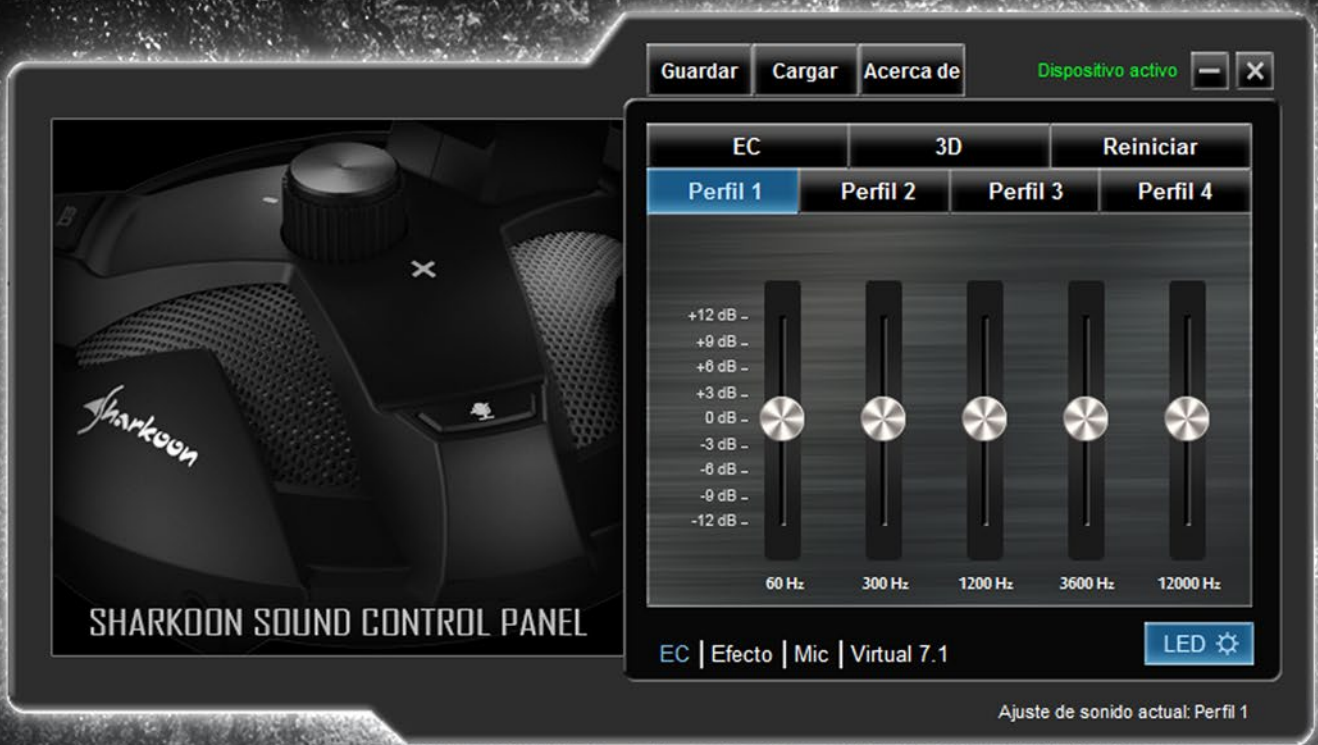 Guardar Cargar Acerca de Dispositivo activo
EC 3D Reiniciar
Perfil 1 Perfil 2 Perfil 3 Perfil 4
+12 dB
+9 dB
+6 dB
+3 dB
0 dB
-3 dB
-6 dB
-9 dB
-12 dB
60 Hz 300 Hz 1200 Hz 3600 Hz 12000 Hz
Sharkoon
SHARKOON SOUND CONTROL PANEL
EC | Efecto | Mic | Virtual 7.1
LED
Ajuste de sonido actual: Perfil 1